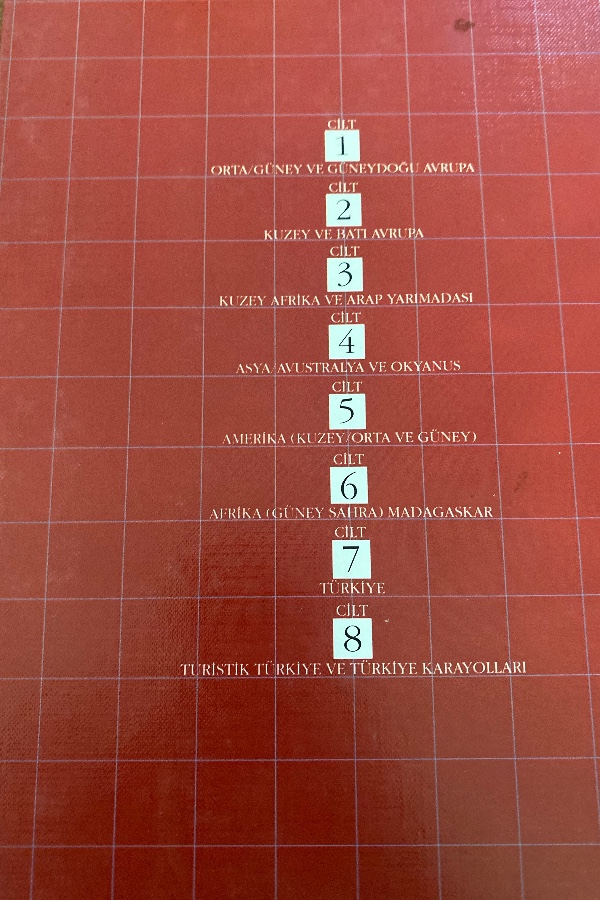 CİLT
1
ORTA/GÜNEY VE GÜNEYDOĞU AVRUPA
CİLT
2
KUZEY VE BATI AVRUPA
CİLT
3
KUZEY AFRİKA VE ARAP YARIMADASI
CİLT
4
ASYA/AVUSTRALYA VE OKYANUS
CİLT
5
AMERİKA (KUZEY/ORTA VE GÜNEY)
CİLT
6
AFRİKA (GÜNEY SAHRA) MADAGASKAR
CİLT
7
TÜRKİYE
CİLT
8
TURİSTİK TÜRKİYE VE TÜRKİYE KARAYOLLARI